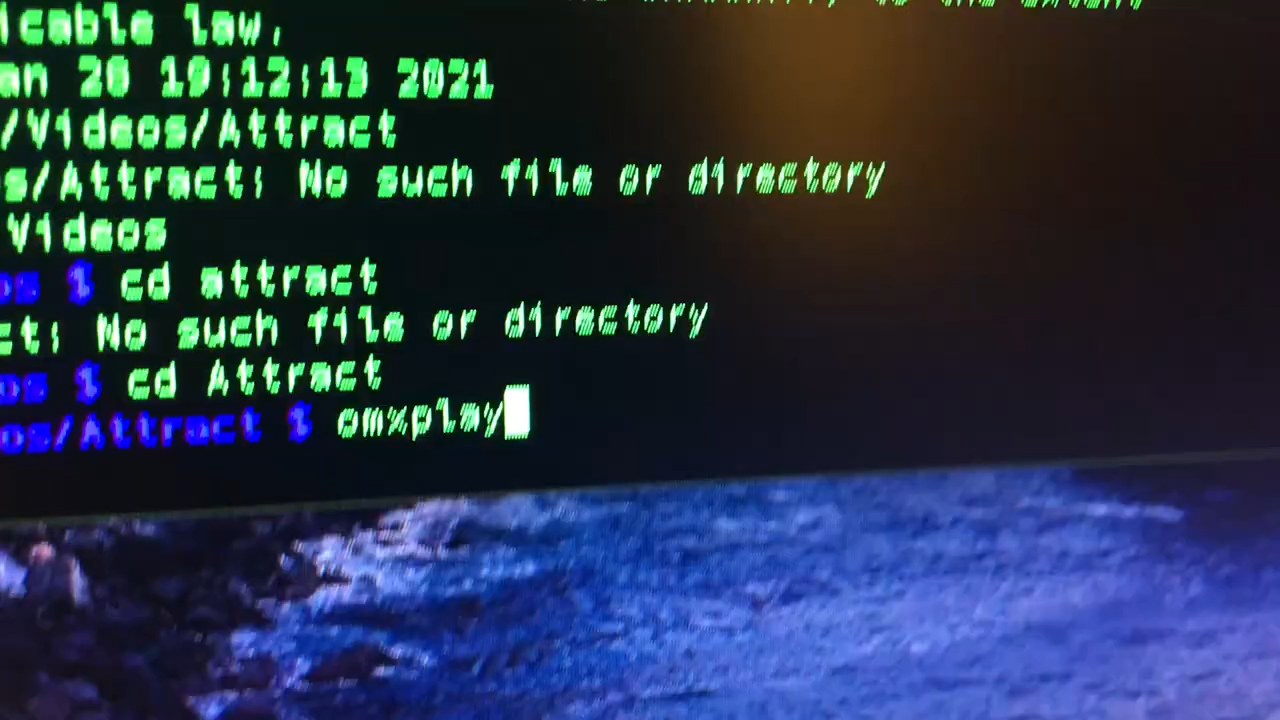 icable law.
an 20 19:12:13 2021
/Videos/Attract
s/Attract: No such file or directory
Videos
os $ cd attract
ct: No such file or directory
os $ cd Attract
os/Attract $ omxplay